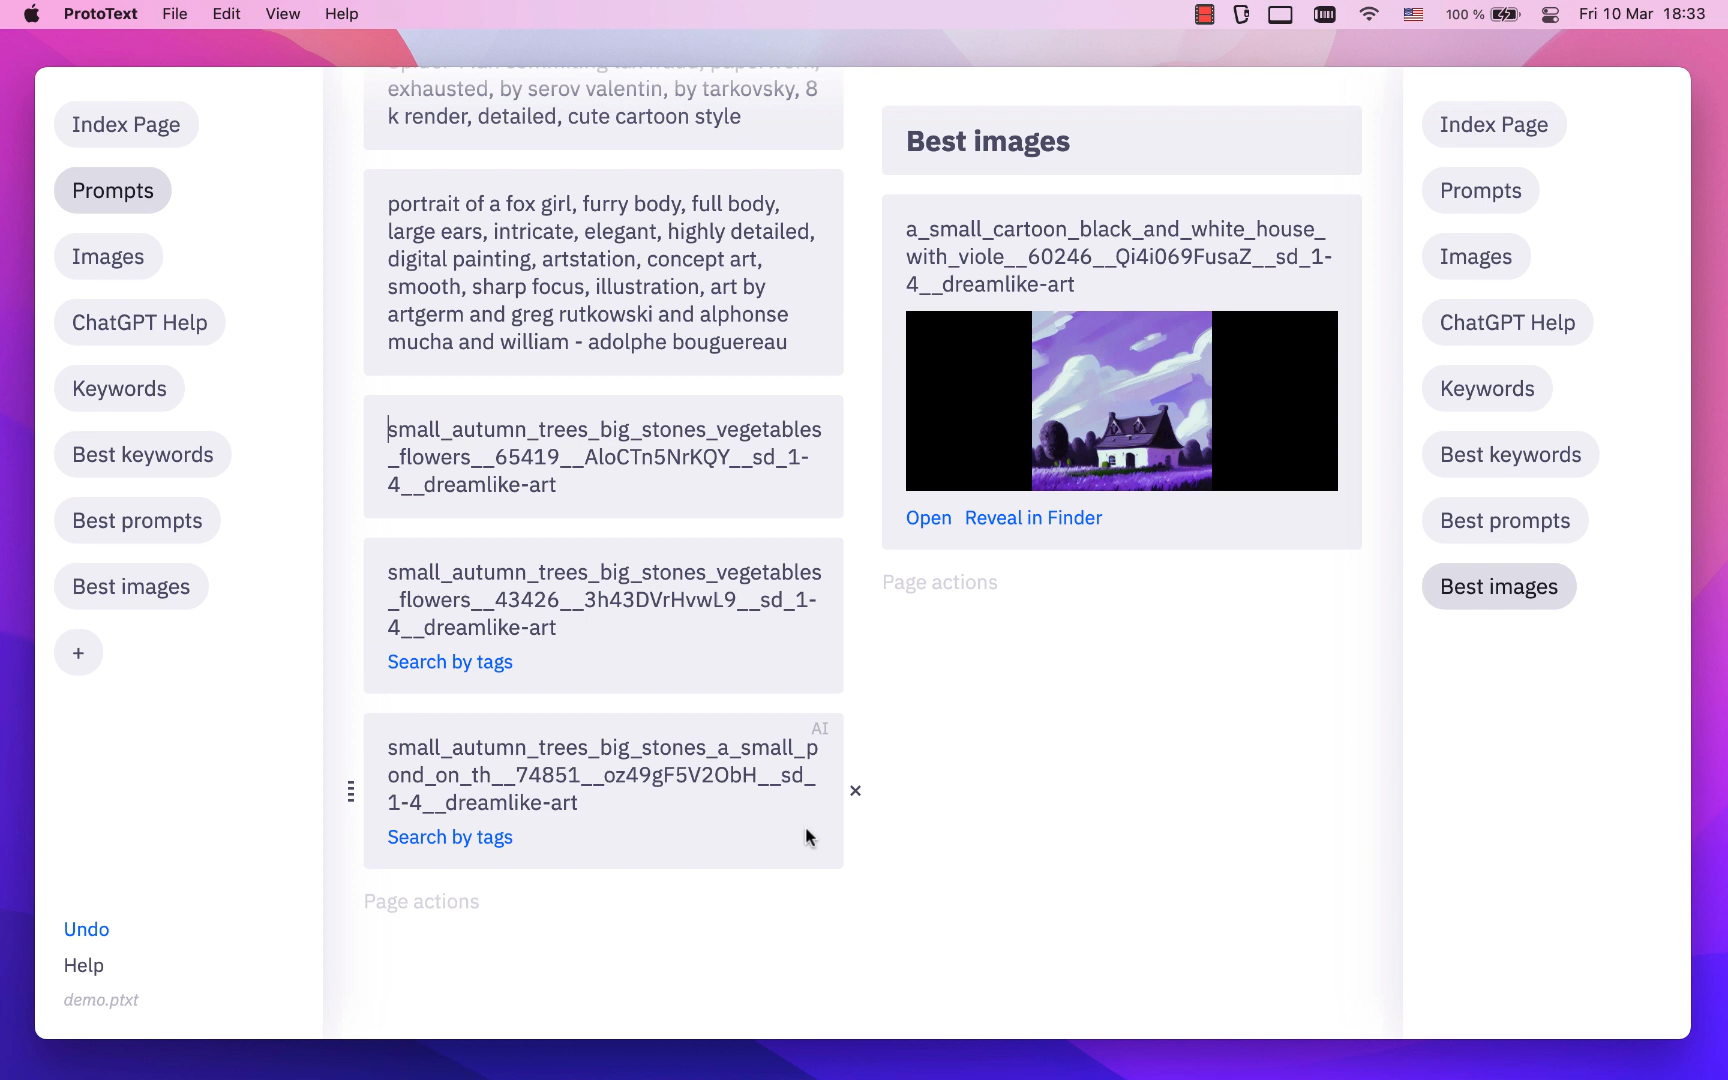 ProtoText File Edit View Help
100 % Fri 10 Mar 18:33
Index Page
Prompts
Images
ChatGPT Help
Keywords
Best keywords
Best prompts
Best images
+
Undo
Help
demo.ptxt
exhausted, by serov valentin, by tarkovsky, 8
k render, detailed, cute cartoon style
portrait of a fox girl, furry body, full body,
large ears, intricate, elegant, highly detailed,
digital painting, artstation, concept art,
smooth, sharp focus, illustration, art by
artgerm and greg rutkowski and alphonse
mucha and william - adolphe bouguereau
small_autumn_trees_big_stones_vegetables
_flowers__65419__AloCTn5NrKQY__sd_1-
4__dreamlike-art
small_autumn_trees_big_stones_vegetables
_flowers__43426__3h43DVrHvwL9__sd_1-
4__dreamlike-art
Search by tags
AI
small_autumn_trees_big_stones_a_small_p
ond_on_th__74851__oz49gF5V2ObH__sd_
1-4__dreamlike-art
Search by tags
Page actions
Best images
a_small_cartoon_black_and_white_house_
with_viole__60246__Qi4i069FusaZ__sd_1-
4__dreamlike-art
Open Reveal in Finder
Page actions
Index Page
Prompts
Images
ChatGPT Help
Keywords
Best keywords
Best prompts
Best images